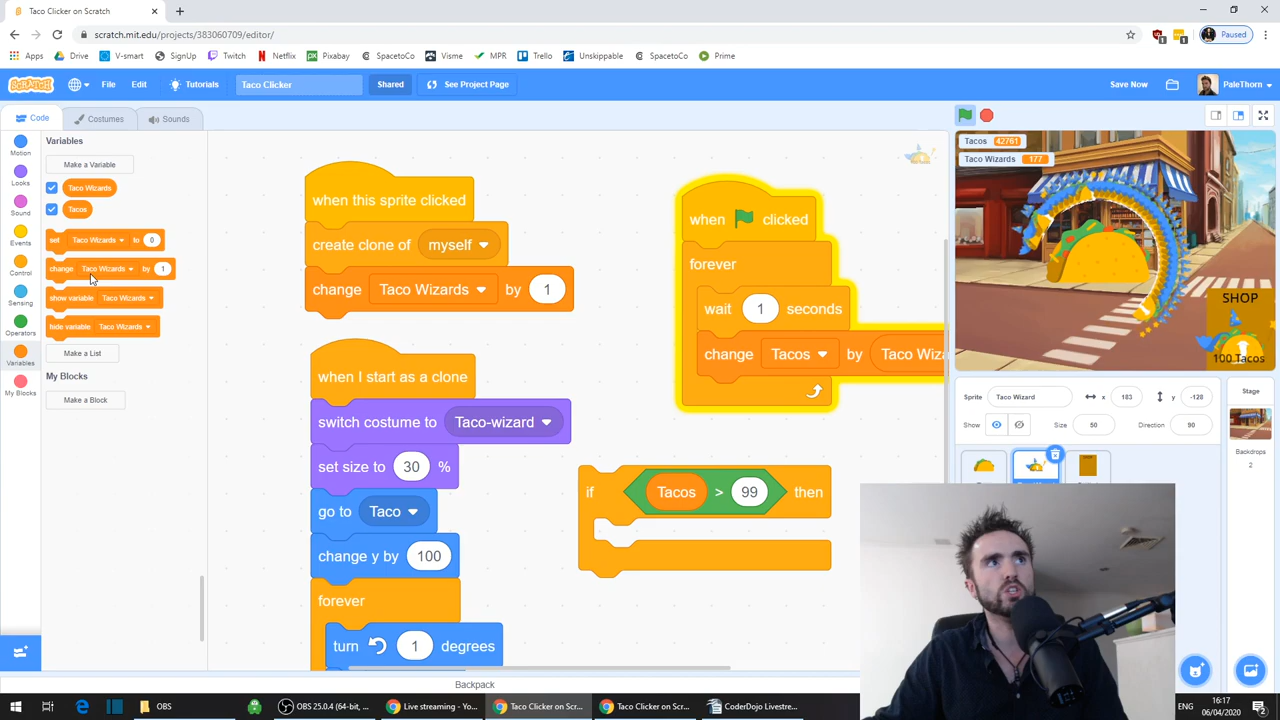 Taco Clicker on Scratch
scratch.mit.edu/projects/383060709/editor/
Paused
Apps Drive V-smart SignUp Twitch Netflix Pixabay SpacetoCo Visme MPR Trello Unskippable SpacetoCo Prime
SCRATCH File Edit Tutorials Taco Clicker Shared See Project Page Save Now PaleThorn
Code Costumes Sounds
Motion
Looks
Sound
Events
Control
Sensing
Operators
Variables
My Blocks
Variables
Make a Variable
Taco Wizards
Tacos
set Taco Wizards to 0
change Taco Wizards by 1
show variable Taco Wizards
hide variable Taco Wizards
Make a List
My Blocks
Make a Block
when this sprite clicked
create clone of myself
change Taco Wizards by 1
when I start as a clone
switch costume to Taco-wizard
set size to 30 %
go to Taco
change y by 100
forever
turn 1 degrees
when clicked
forever
wait 1 seconds
change Tacos by Taco Wiza
if Tacos > 99 then
Tacos 42761
Taco Wizards 177
SHOP
100 Tacos
Sprite Taco Wizard x 183 y -120
Show Size 50 Direction 90
Stage
Backdrops
2
Backpack
OBS
OBS 25.0.4 (64-bit, ...
Live streaming - Yo...
Taco Clicker on Scr...
Taco Clicker on Scr...
CoderDojo Livestre...
ENG
16:17
06/04/2020
2